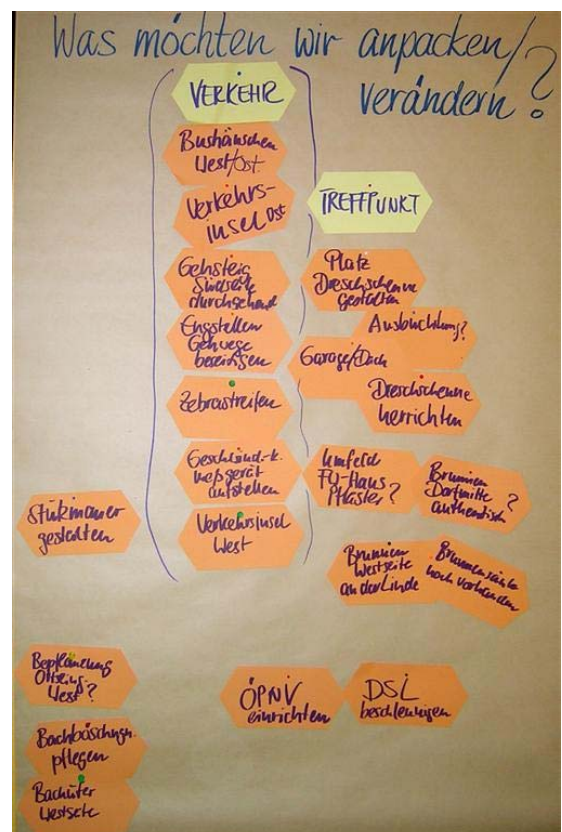 Was möchten wir anpacken/
verändern?
VERKEHR
Bushäuschen
West/Ost
Verkehrs-
insel Ost
Gehsteig
Südseite
durchgehend
Engstellen
Gehwege
bereinigen
Zebrastreifen
Geschwind.-k.
meßgerät
aufstellen
Verkehrsinsel
West
TREFFPUNKT
Platz
Dreschscheune
gestalten
Ausbuchtung?
Garage/Dach
Dreschscheune
herrichten
Umfeld
FW-Haus
Pflaster?
Brunnen
Dorfmitte ?
authentisch
Brunnen
Westseite
an der Linde
Brunnensäule
noch vorhanden
Stützmauer
gestalten
Bepflanzung
Ortseing.
West?
Bachböschungen
pflegen
Bachufer
Westseite
ÖPNV
einrichten
DSL
beschleunigen